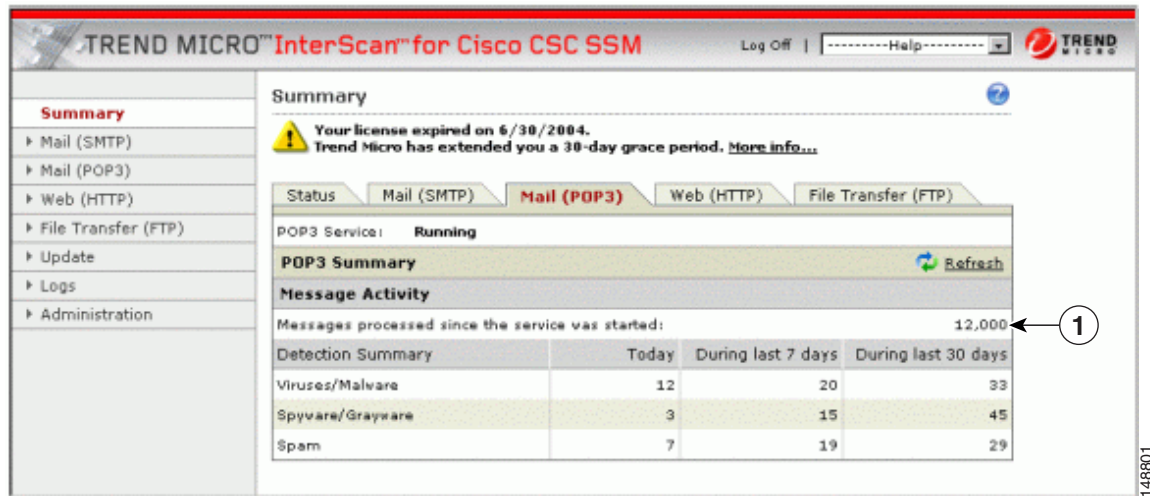 TREND MICRO™InterScan™for Cisco CSC SSM
Log Off | ---------Help---------
TREND MICRO
Summary
Mail (SMTP)
Mail (POP3)
Web (HTTP)
File Transfer (FTP)
Update
Logs
Administration
Summary
Your license expired on 6/30/2004.
Trend Micro has extended you a 30-day grace period. More info...
Status Mail (SMTP) Mail (POP3) Web (HTTP) File Transfer (FTP)
POP3 Service: Running
POP3 Summary Refresh
Message Activity
Messages processed since the service was started: 12,000 1
Detection Summary Today During last 7 days During last 30 days
Viruses/Malware 12 20 33
Spyware/Grayware 3 15 45
Spam 7 19 29
148801